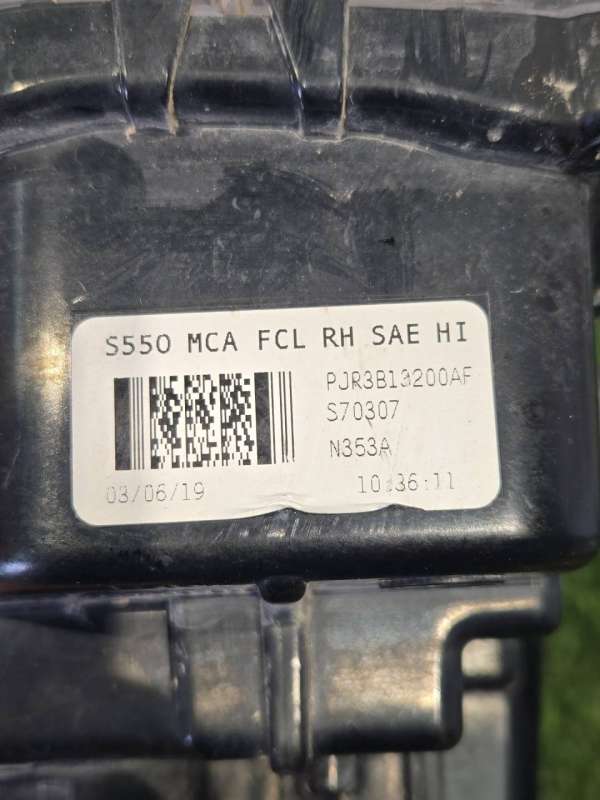 S550 MCA FCL RH SAE HI
PJR3B13200AF
S70307
N353A
03/06/19
10:36:11